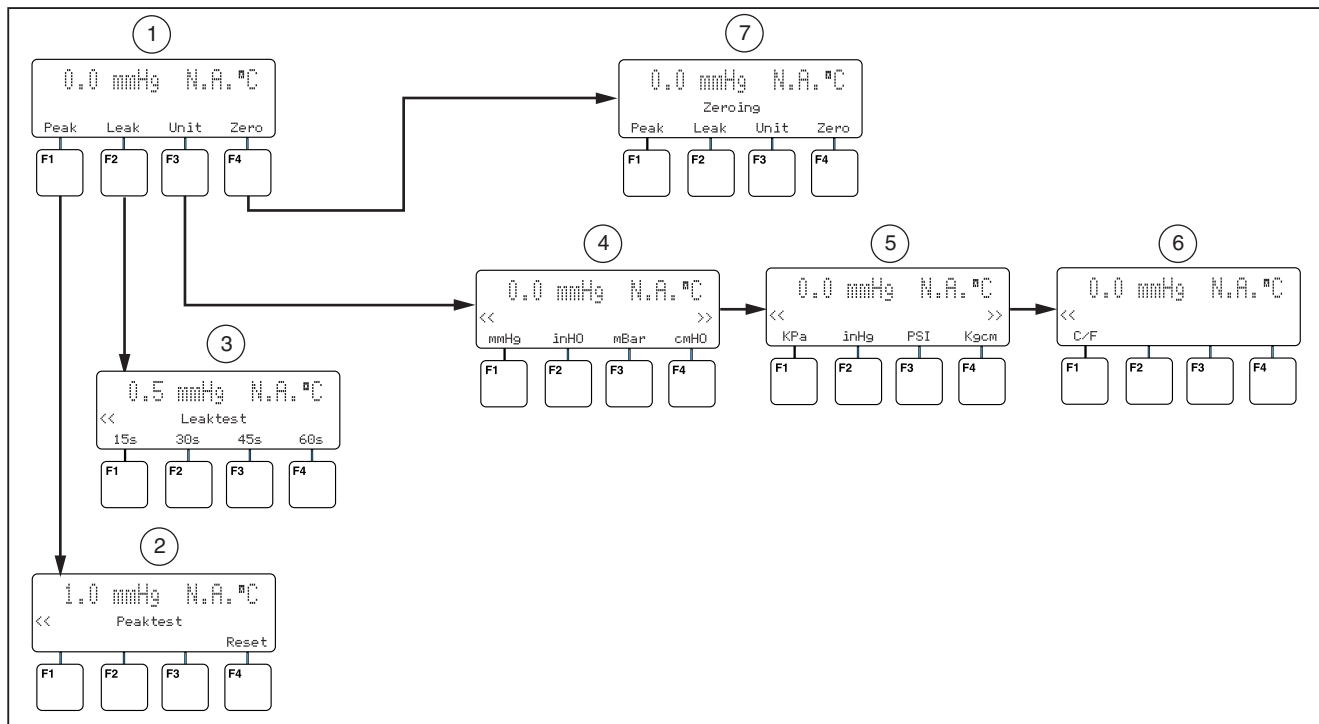 1
0.0 mmHg N.A.°C
Peak Leak Unit Zero
F1 F2 F3 F4
7
0.0 mmHg N.A.°C
Zeroing
Peak Leak Unit Zero
F1 F2 F3 F4
4
0.0 mmHg N.A.°C
<< >>
mmHg inHO mBar cmHO
F1 F2 F3 F4
5
0.0 mmHg N.A.°C
<< >>
KPa inHg PSI Kgcm
F1 F2 F3 F4
6
0.0 mmHg N.A.°C
<<
C/F
F1 F2 F3 F4
3
0.5 mmHg N.A.°C
<< Leaktest
15s 30s 45s 60s
F1 F2 F3 F4
2
1.0 mmHg N.A.°C
<< Peaktest
Reset
F1 F2 F3 F4